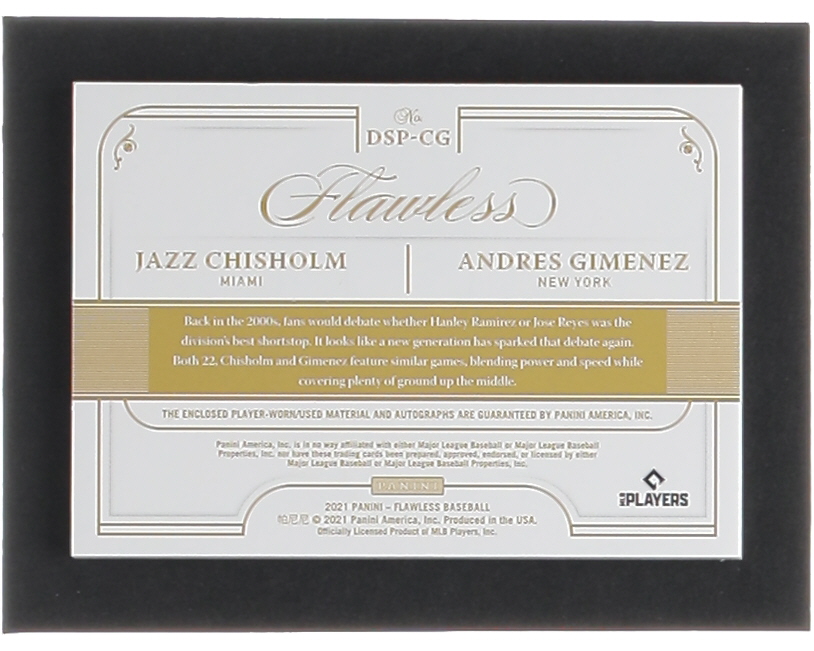 No.
DSP-CG
Flawless
JAZZ CHISHOLM
MIAMI
ANDRES GIMENEZ
NEW YORK
Back in the 2000s, fans would debate whether Hanley Ramirez or Jose Reyes was the
division's best shortstop. It looks like a new generation has sparked that debate again.
Both 22, Chisholm and Gimenez feature similar games, blending power and speed while
covering plenty of ground up the middle.
THE ENCLOSED PLAYER-WORN/USED MATERIAL AND AUTOGRAPHS ARE GUARANTEED BY PANINI AMERICA, INC.
Panini America, Inc. is in no way affiliated with either Major League Baseball or Major League Baseball
Properties, Inc. nor have these trading cards been prepared, approved, endorsed, or licensed by either
Major League Baseball or Major League Baseball Properties, Inc.
PANINI
MLB PLAYERS
2021 PANINI – FLAWLESS BASEBALL
帕尼尼 © 2021 Panini America, Inc. Produced in the USA.
Officially Licensed Product of MLB Players, Inc.